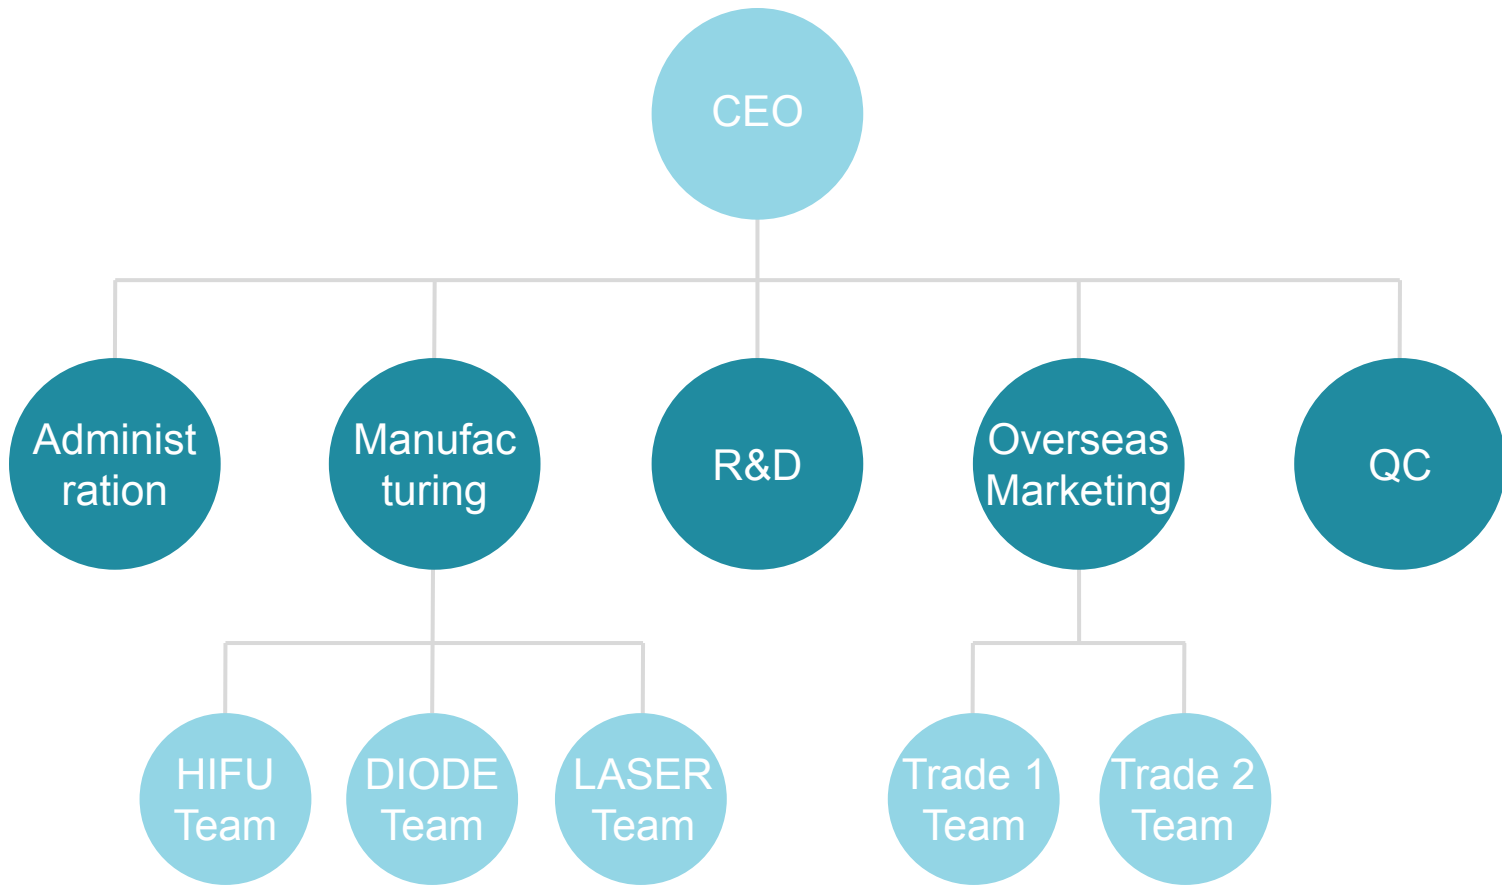 CEO
Administ
ration
Manufac
turing
R&D
Overseas
Marketing
QC
HIFU
Team
DIODE
Team
LASER
Team
Trade 1
Team
Trade 2
Team